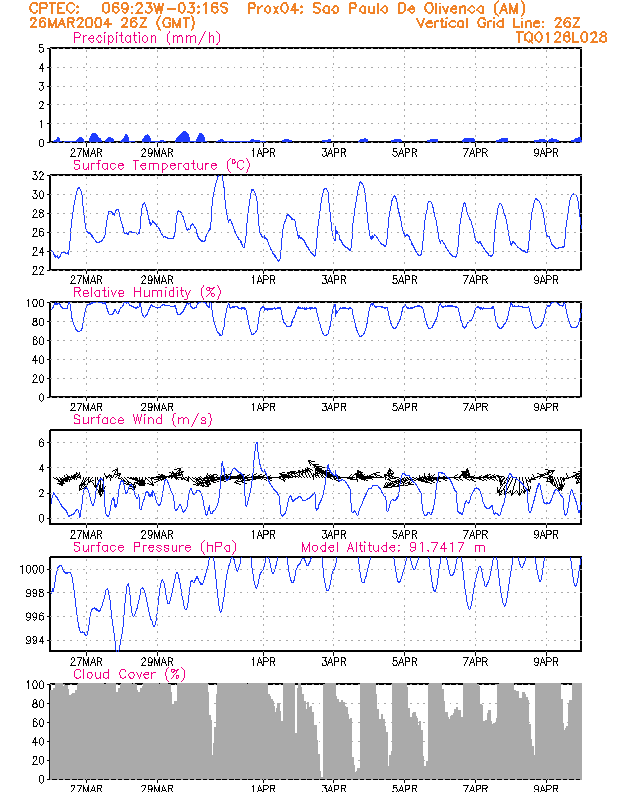 CPTEC: 069:23W-03:16S Prox04: Sao Paulo De Olivenca (AM)
26MAR2004 26Z (GMT) Vertical Grid Line: 26Z
Precipitation (mm/h) TQ0126L028
5
4
3
2
1
0
27MAR 29MAR 1APR 3APR 5APR 7APR 9APR
Surface Temperature (°C)
32
30
28
26
24
22
27MAR 29MAR 1APR 3APR 5APR 7APR 9APR
Relative Humidity (%)
100
80
60
40
20
0
27MAR 29MAR 1APR 3APR 5APR 7APR 9APR
Surface Wind (m/s)
6
4
2
0
27MAR 29MAR 1APR 3APR 5APR 7APR 9APR
Surface Pressure (hPa) Model Altitude: 91.7417 m
1000
998
996
994
27MAR 29MAR 1APR 3APR 5APR 7APR 9APR
Cloud Cover (%)
100
80
60
40
20
0
27MAR 29MAR 1APR 3APR 5APR 7APR 9APR